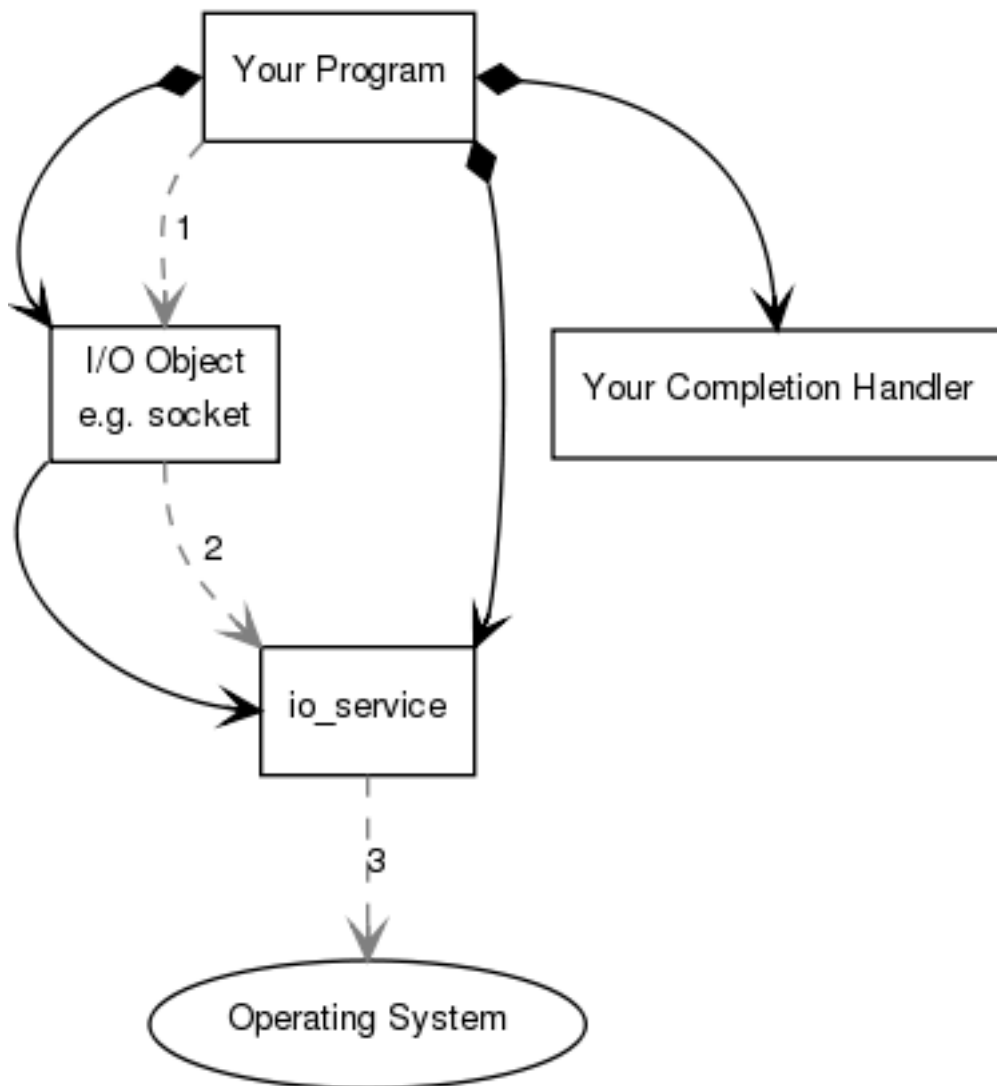 Your Program
1
I/O Object
e.g. socket
Your Completion Handler
2
io_service
3
Operating System